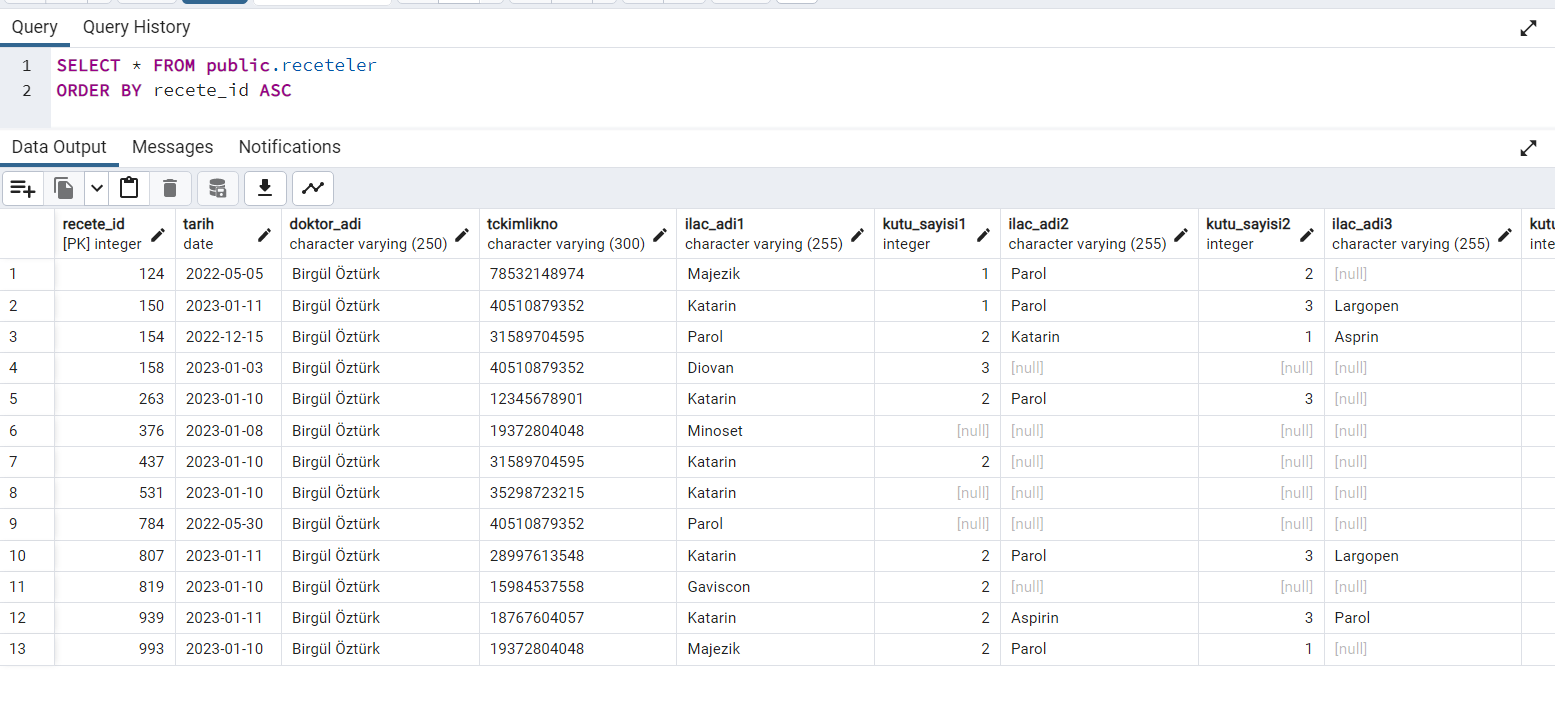 Query Query History
1 SELECT * FROM public.receteler
2 ORDER BY recete_id ASC
Data Output Messages Notifications
recete_id tarih doktor_adi tckimlikno ilac_adi1 kutu_sayisi1 ilac_adi2 kutu_sayisi2 ilac_adi3 kutu
[PK] integer date character varying (250) character varying (300) character varying (255) integer character varying (255) integer character varying (255) inte
1 124 2022-05-05 Birgül Öztürk 78532148974 Majezik 1 Parol 2 [null]
2 150 2023-01-11 Birgül Öztürk 40510879352 Katarin 1 Parol 3 Largopen
3 154 2022-12-15 Birgül Öztürk 31589704595 Parol 2 Katarin 1 Asprin
4 158 2023-01-03 Birgül Öztürk 40510879352 Diovan 3 [null] [null] [null]
5 263 2023-01-10 Birgül Öztürk 12345678901 Katarin 2 Parol 3 [null]
6 376 2023-01-08 Birgül Öztürk 19372804048 Minoset [null] [null] [null] [null]
7 437 2023-01-10 Birgül Öztürk 31589704595 Katarin 2 [null] [null] [null]
8 531 2023-01-10 Birgül Öztürk 35298723215 Katarin [null] [null] [null] [null]
9 784 2022-05-30 Birgül Öztürk 40510879352 Parol [null] [null] [null] [null]
10 807 2023-01-11 Birgül Öztürk 28997613548 Katarin 2 Parol 3 Largopen
11 819 2023-01-10 Birgül Öztürk 15984537558 Gaviscon 2 [null] [null] [null]
12 939 2023-01-11 Birgül Öztürk 18767604057 Katarin 2 Aspirin 3 Parol
13 993 2023-01-10 Birgül Öztürk 19372804048 Majezik 2 Parol 1 [null]